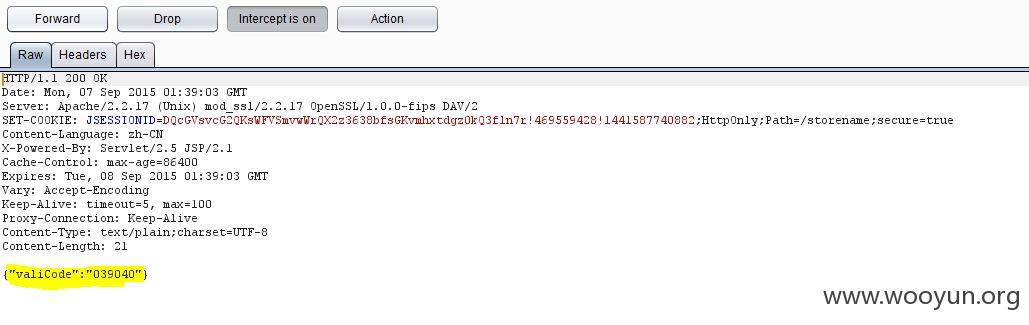 Forward Drop Intercept is on Action
Raw Headers Hex
HTTP/1.1 200 OK
Date: Mon, 07 Sep 2015 01:39:03 GMT
Server: Apache/2.2.17 (Unix) mod_ssl/2.2.17 OpenSSL/1.0.0-fips DAV/2
SET-COOKIE: JSESSIONID=DQcGVsvcG2QKsWFVSmvwWrQX2z3638bfsGKvmhxtdgz0kQ3fln7r!469559428!1441587740882;HttpOnly;Path=/storename;secure=true
Content-Language: zh-CN
X-Powered-By: Servlet/2.5 JSP/2.1
Cache-Control: max-age=86400
Expires: Tue, 08 Sep 2015 01:39:03 GMT
Vary: Accept-Encoding
Keep-Alive: timeout=5, max=100
Proxy-Connection: Keep-Alive
Content-Type: text/plain;charset=UTF-8
Content-Length: 21
{"valiCode":"039040"}
www.wooyun.org